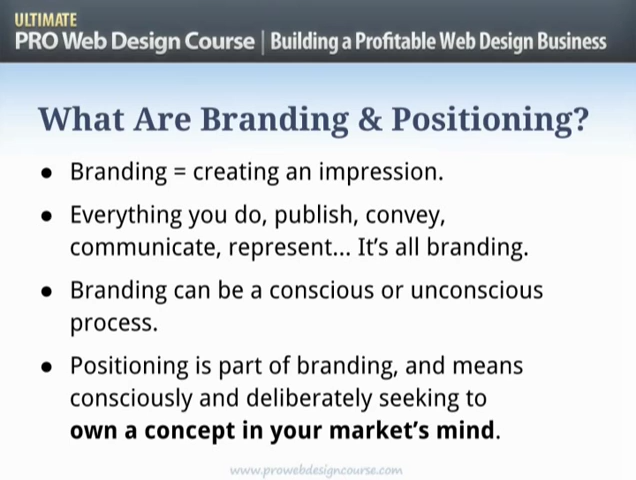 ULTIMATE
PRO Web Design Course | Building a Profitable Web Design Business
What Are Branding & Positioning?
● Branding = creating an impression.
● Everything you do, publish, convey,
communicate, represent... It's all branding.
● Branding can be a conscious or unconscious
process.
● Positioning is part of branding, and means
consciously and deliberately seeking to
own a concept in your market's mind.
www.prowebdesigncourse.com